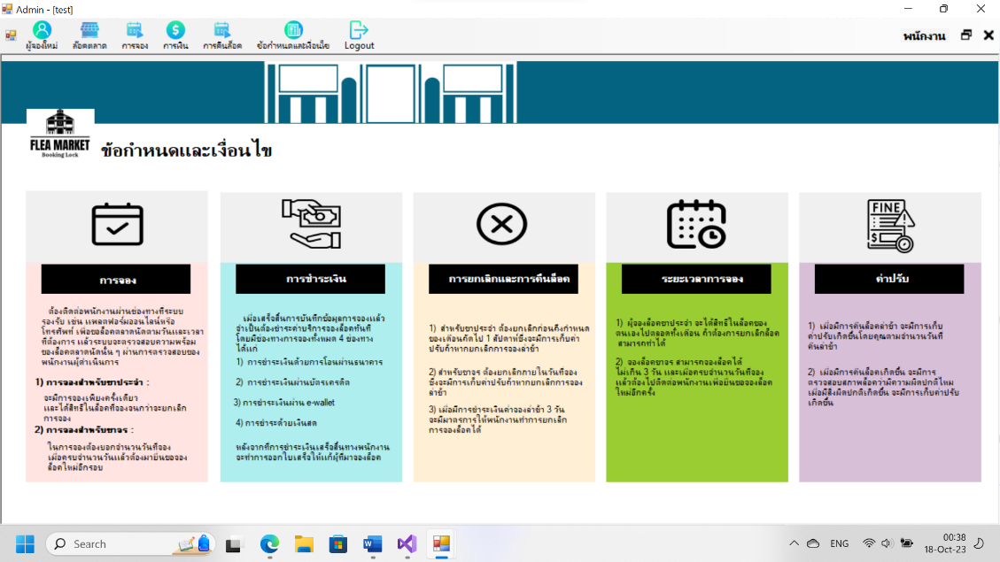 Admin - [test]
ผู้จองใหม่
ล๊อคตลาด
การจอง
การเงิน
การคืนล็อค
ข้อกำหนดและเงื่อนไข
Logout
พนักงาน
FLEA MARKET
Booking Lock
ข้อกำหนดและเงื่อนไข
การจอง
ต้องติดต่อพนักงานผ่านช่องทางที่ระบบ
รองรับ เช่น แพลตฟอร์มออนไลน์หรือ
โทรศัพท์ เพื่อขอล็อคตลาดนัดตามวันและเวลา
ที่ต้องการ แล้วระบบจะตรวจสอบความพร้อม
ของล็อคตลาดนัดนั้น ๆ ผ่านการตรวจสอบของ
พนักงานผู้ดำเนินการ
1) การจองสำหรับขาประจำ :
จะมีการจองเพียงครั้งเดียว
และได้สิทธิในล็อคที่จองจนกว่าจะยกเลิก
การจอง
2) การจองสำหรับขาจร :
ในการจองต้องบอกจำนวนวันที่จอง
เมื่อครบจำนวนวันแล้วต้องมายืนขอจอง
ล็อคใหม่อีกรอบ
การชำระเงิน
เมื่อเสร็จสิ้นการบันทึกข้อมูลการจองแล้ว
จำเป็นต้องชำระค่าบริการจองล็อคทันที
โดยมีช่องทางการจองทั้งหมด 4 ช่องทาง
ได้แก่
1) การชำระเงินด้วยการโอนผ่านธนาคาร
2) การชำระเงินผ่านบัตรเครดิต
3) การชำระเงินผ่าน e-wallet
4) การชำระด้วยเงินสด
หลังจากที่การชำระเงินเสร็จสิ้นทางพนักงาน
จะทำการออกใบเสร็จให้แก่ผู้ที่มาจองล็อค
การยกเลิกและการคืนล็อค
1) สำหรับขาประจำ ต้องยกเลิกก่อนถึงกำหนด
ของเดือนถัดไป 1 สัปดาห์ซึ่งจะมีการเก็บค่า
ปรับหากยกเลิกการจองล่าช้า
2) สำหรับขาจร ต้องยกเลิกภายในวันที่จอง
ซึ่งจะมีการเก็บค่าปรับถ้าหากยกเลิกการจอง
ล่าช้า
3) เมื่อมีการชำระเงินค่าจองล่าช้า 3 วัน
จะมีมาตรการให้พนักงานทำการยกเลิก
การจองล็อคได้
ระยะเวลาการจอง
1) ผู้จองล็อคขาประจำ จะได้สิทธิในล็อคของ
ตนเองไปตลอดทั้งเดือน ถ้าต้องการยกเลิกล็อค
สามารถทำได้
2) จองล็อคขาจร สามารถจองล็อคได้
ไม่เกิน 3 วัน และเมื่อครบจำนวนวันที่จอง
แล้วต้องไปติดต่อพนักงานเพื่อยืนขอจองล็อค
ใหม่อีกครั้ง
ค่าปรับ
1) เมื่อมีการคืนล็อคล่าช้า จะมีการเก็บ
ค่าปรับเกิดขึ้นโดยคูณตามจำนวนวันที่
คืนล่าช้า
2) เมื่อมีการคืนล็อคเกิดขึ้น จะมีการ
ตรวจสอบสภาพล็อคว่ามีความผิดปกติไหม
เมื่อมีสิ่งผิดปกติเกิดขึ้น จะมีการเก็บค่าปรับ
เกิดขึ้น
FINE
Search
ENG
00:38
18-Oct-23